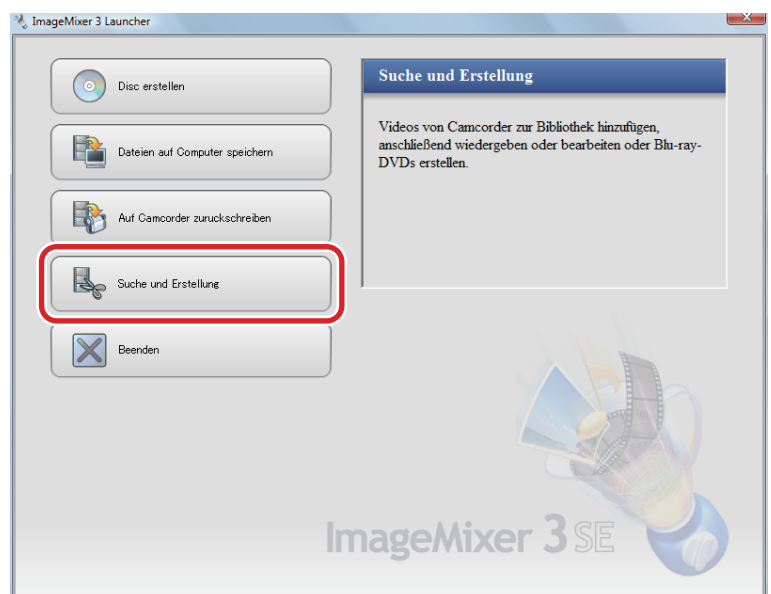 ImageMixer 3 Launcher
Disc erstellen
Dateien auf Computer speichern
Auf Camcorder zuruckschreiben
Suche und Erstellung
Beenden
Suche und Erstellung
Videos von Camcorder zur Bibliothek hinzufügen,
anschließend wiedergeben oder bearbeiten oder Blu-ray-
DVDs erstellen.
ImageMixer 3 SE